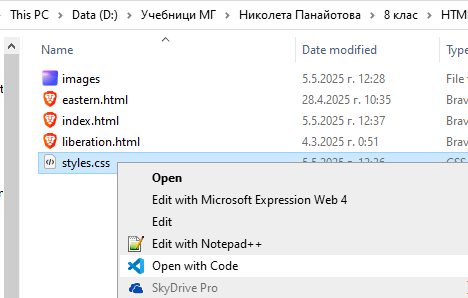 This PC > Data (D:) > Учебници МГ > Николета Панайотова > 8 клас > HTM
Name Date modified Type
images 5.5.2025 г. 12:28 File
eastern.html 28.4.2025 г. 10:35 Brav
index.html 5.5.2025 г. 12:37 Brav
liberation.html 4.3.2025 г. 0:51 Brav
styles.css 5.5.2025 г. 12:36 CSS
Open
Edit with Microsoft Expression Web 4
Edit
Edit with Notepad++
Open with Code
SkyDrive Pro